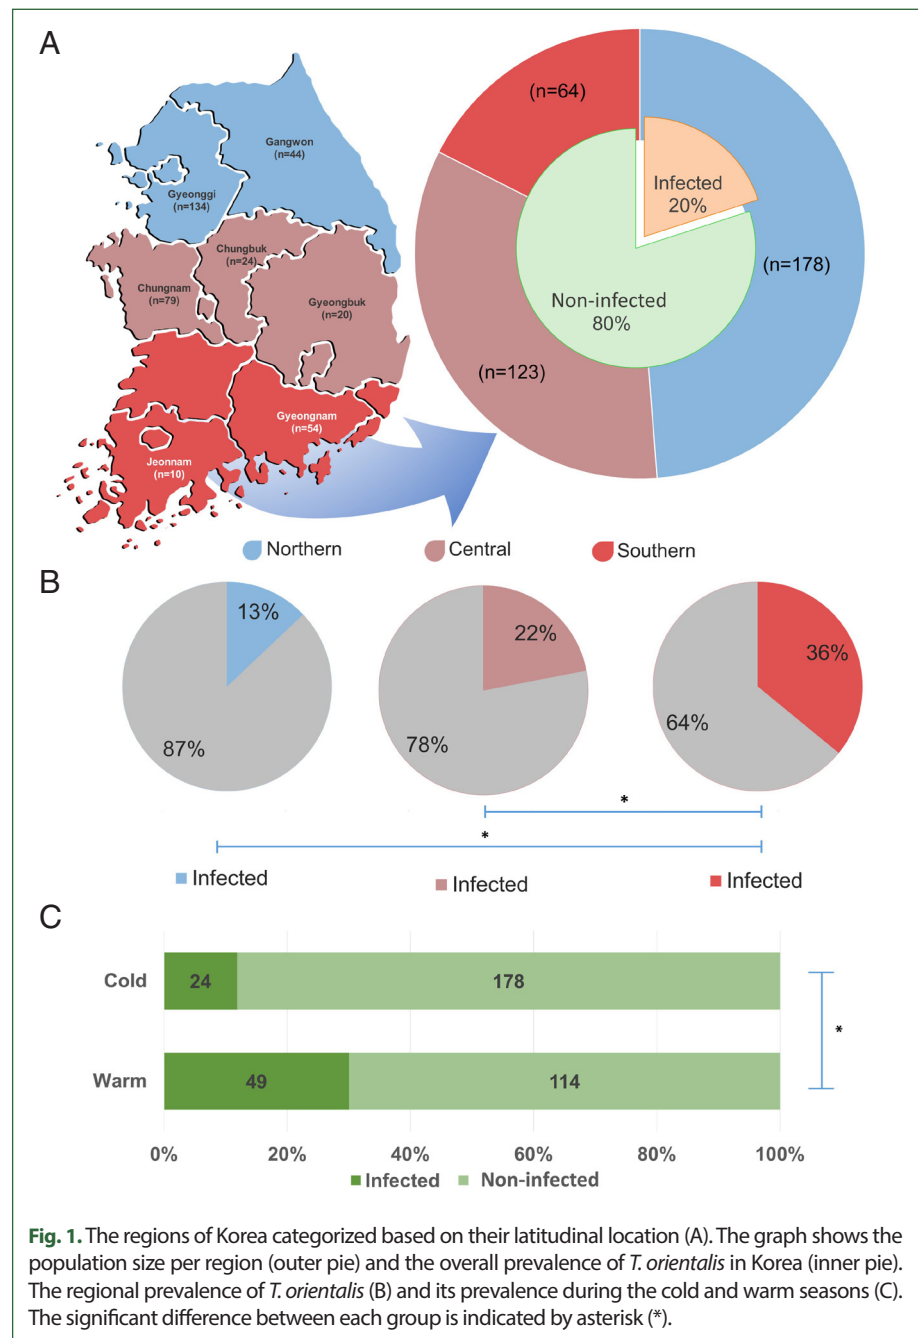 A
Gangwon
(n=44)
Gyeonggi
(n=134)
Chungbuk
(n=24)
Chungnam
(n=79)
Gyeongbuk
(n=20)
Gyeongnam
(n=54)
Jeonnam
(n=10)
(n=64)
Infected
20%
(n=178)
Non-infected
80%
(n=123)
Northern
Central
Southern
B
13%
87%
22%
78%
36%
64%
*
*
Infected
Infected
Infected
C
Cold
24
178
*
Warm
49
114
0%
20%
40%
60%
80%
100%
Infected
Non-infected
Fig. 1. The regions of Korea categorized based on their latitudinal location (A). The graph shows the
population size per region (outer pie) and the overall prevalence of T. orientalis in Korea (inner pie).
The regional prevalence of T. orientalis (B) and its prevalence during the cold and warm seasons (C).
The significant difference between each group is indicated by asterisk (*).